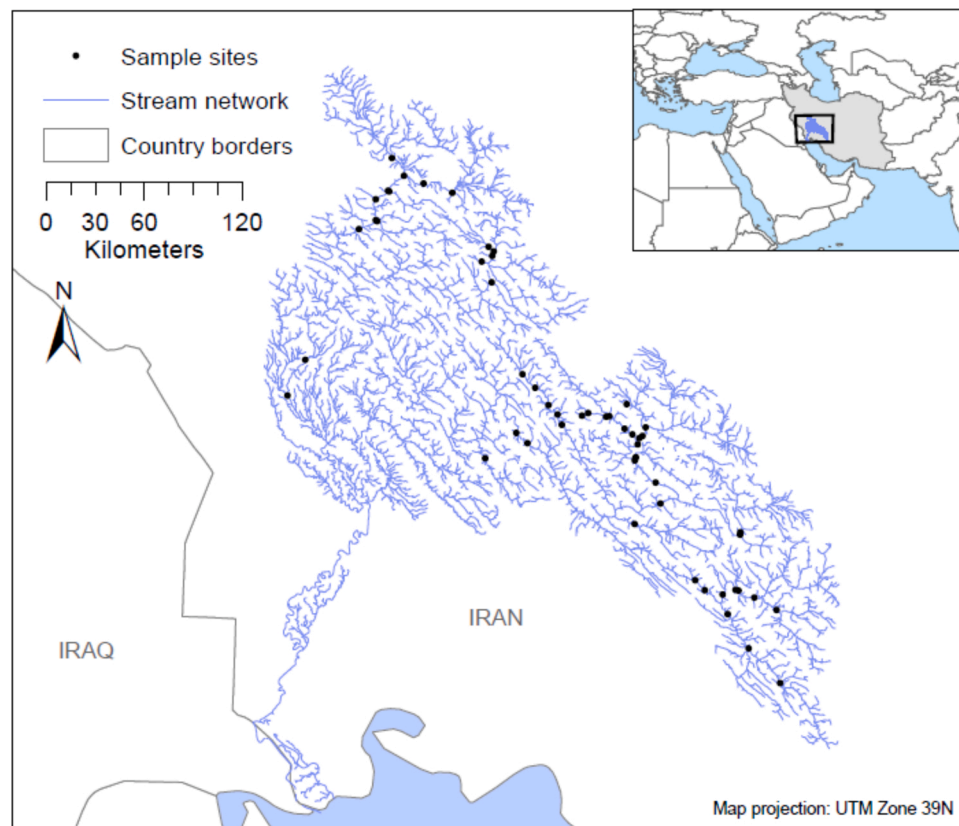 Sample sites
Stream network
Country borders
0 30 60 120
Kilometers
N
IRAN
IRAQ
Map projection: UTM Zone 39N